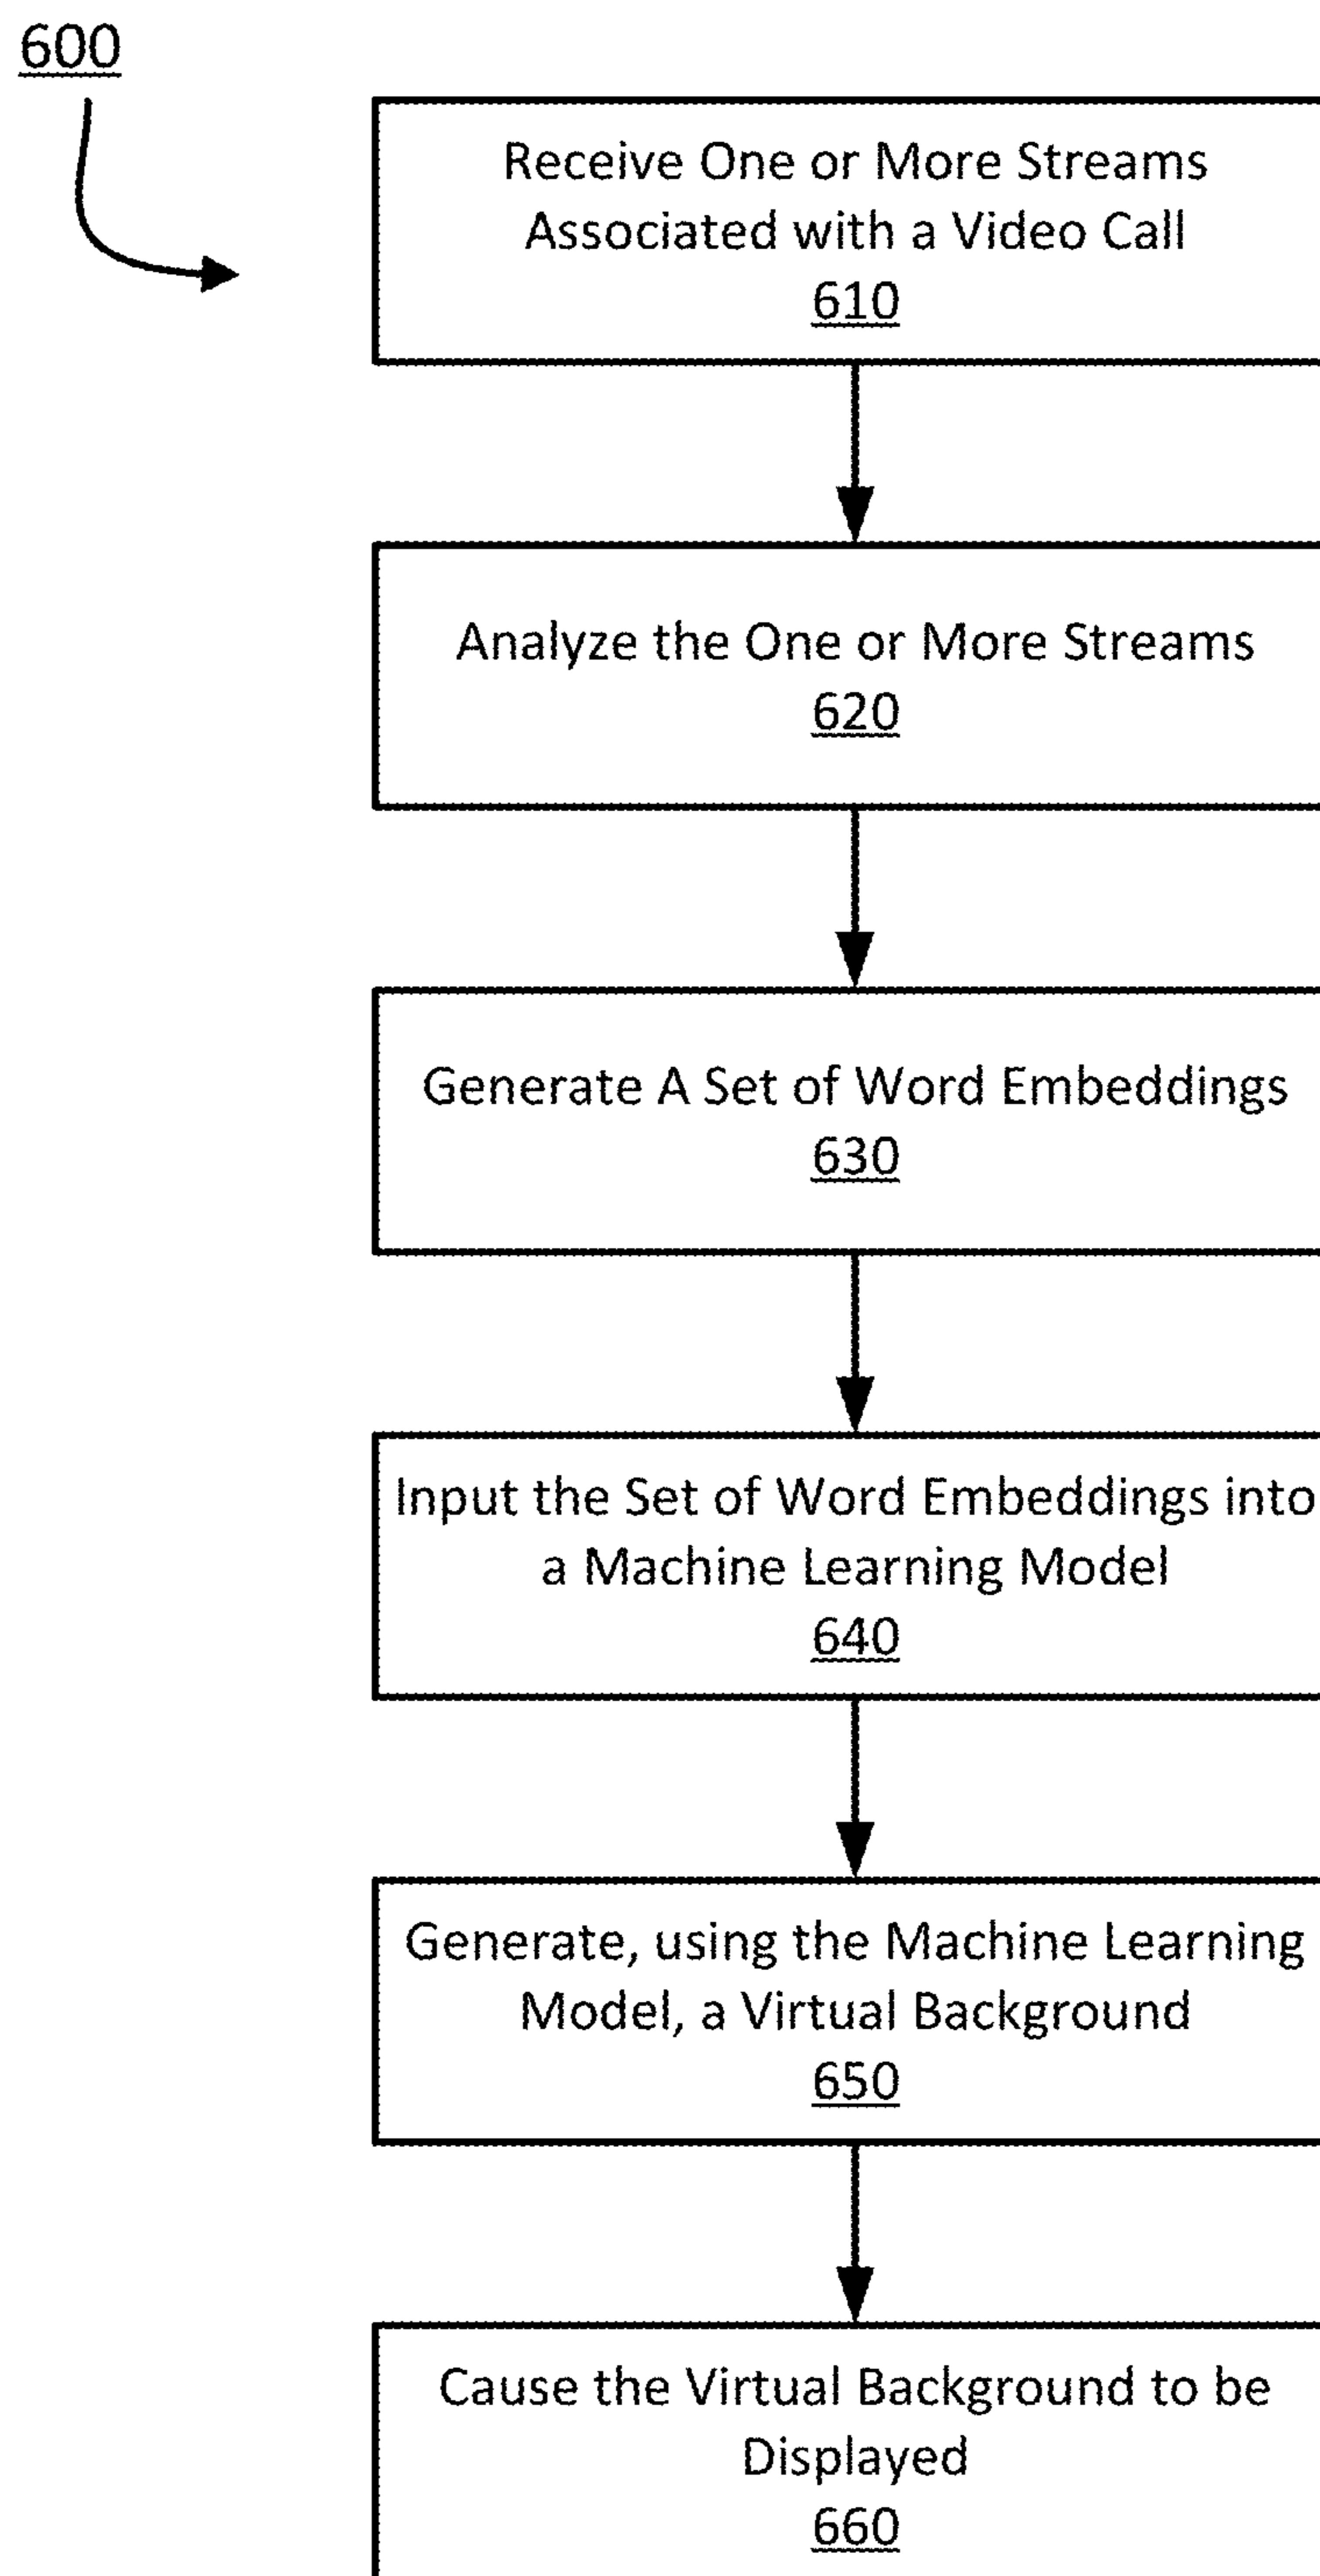 600
Receive One or More Streams
Associated with a Video Call
610
Analyze the One or More Streams
620
Generate A Set of Word Embeddings
630
Input the Set of Word Embeddings into
a Machine Learning Model
640
Generate, using the Machine Learning
Model, a Virtual Background
650
Cause the Virtual Background to be
Displayed
660